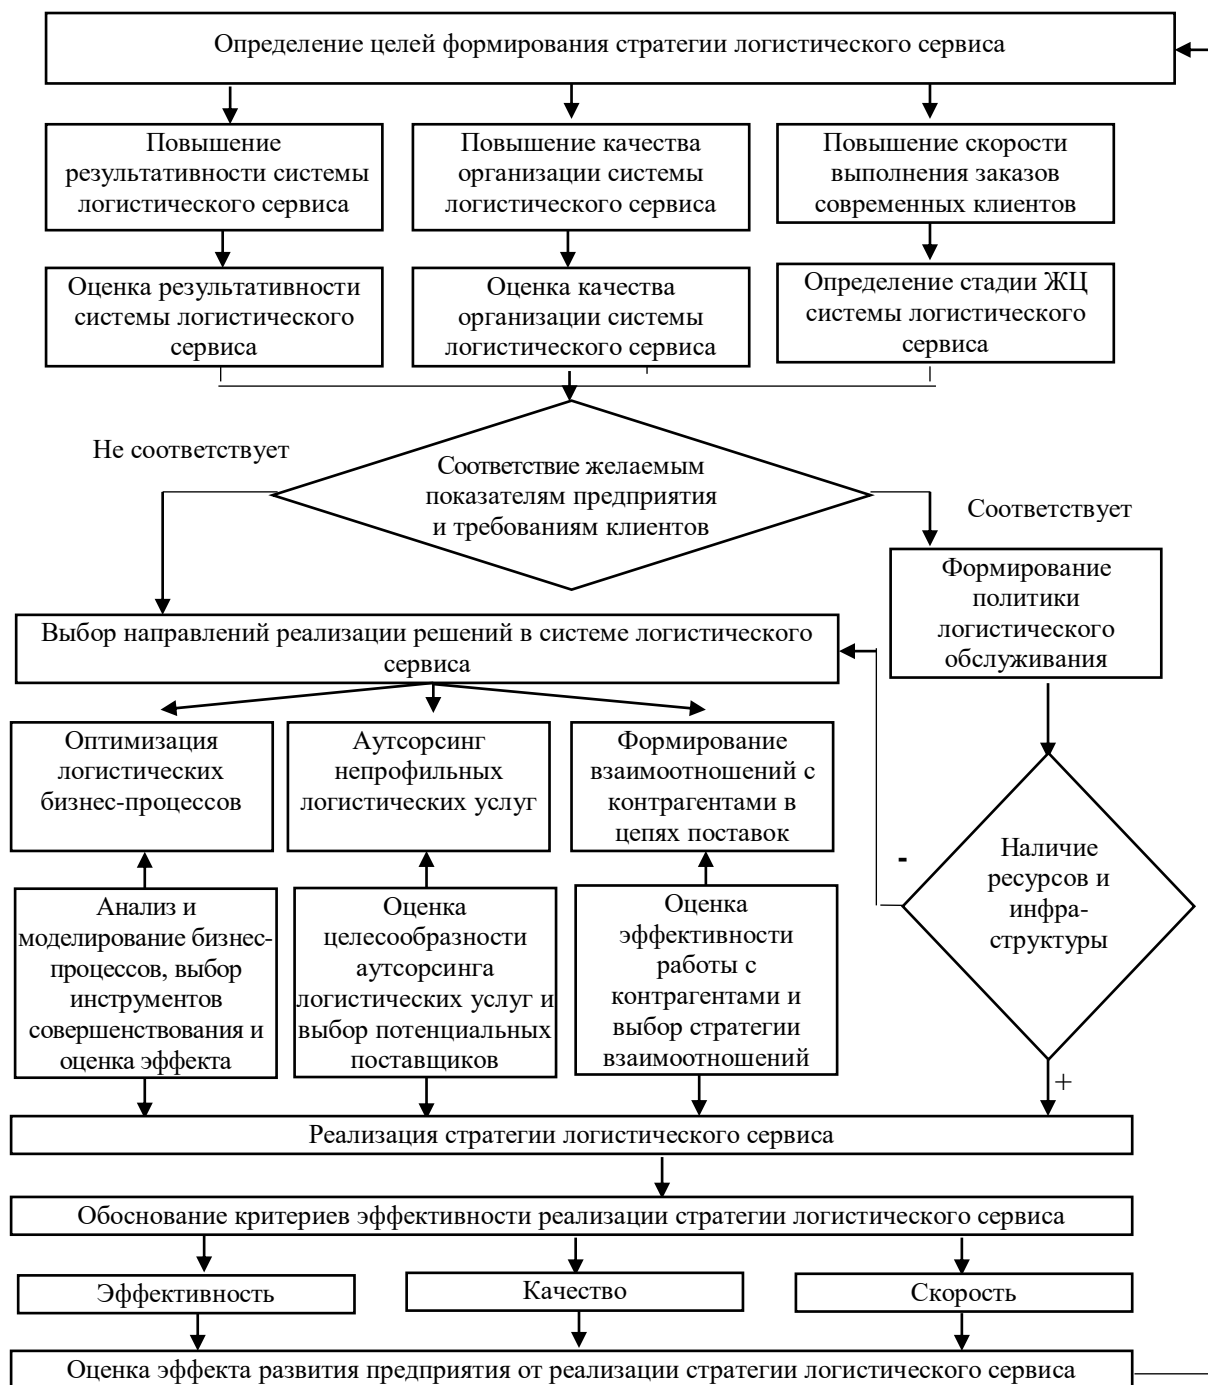 Определение целей формирования стратегии логистического сервиса
Повышение
результативности системы
логистического сервиса
Повышение качества
организации системы
логистического сервиса
Повышение скорости
выполнения заказов
современных клиентов
Оценка результативности
системы логистического
сервиса
Оценка качества
организации системы
логистического сервиса
Определение стадии ЖЦ
системы логистического
сервиса
Не соответствует
Соответствие желаемым
показателям предприятия
и требованиям клиентов
Соответствует
Формирование
политики
логистического
обслуживания
Выбор направлений реализации решений в системе логистического
сервиса
Оптимизация
логистических
бизнес-процессов
Аутсорсинг
непрофильных
логистических услуг
Формирование
взаимоотношений с
контрагентами в
цепях поставок
Наличие
ресурсов и
инфра-
структуры
-
+
Анализ и
моделирование бизнес-
процессов, выбор
инструментов
совершенствования и
оценка эффекта
Оценка
целесообразности
аутсорсинга
логистических услуг и
выбор потенциальных
поставщиков
Оценка
эффективности
работы с
контрагентами и
выбор стратегии
взаимоотношений
Реализация стратегии логистического сервиса
Обоснование критериев эффективности реализации стратегии логистического сервиса
Эффективность
Качество
Скорость
Оценка эффекта развития предприятия от реализации стратегии логистического сервиса